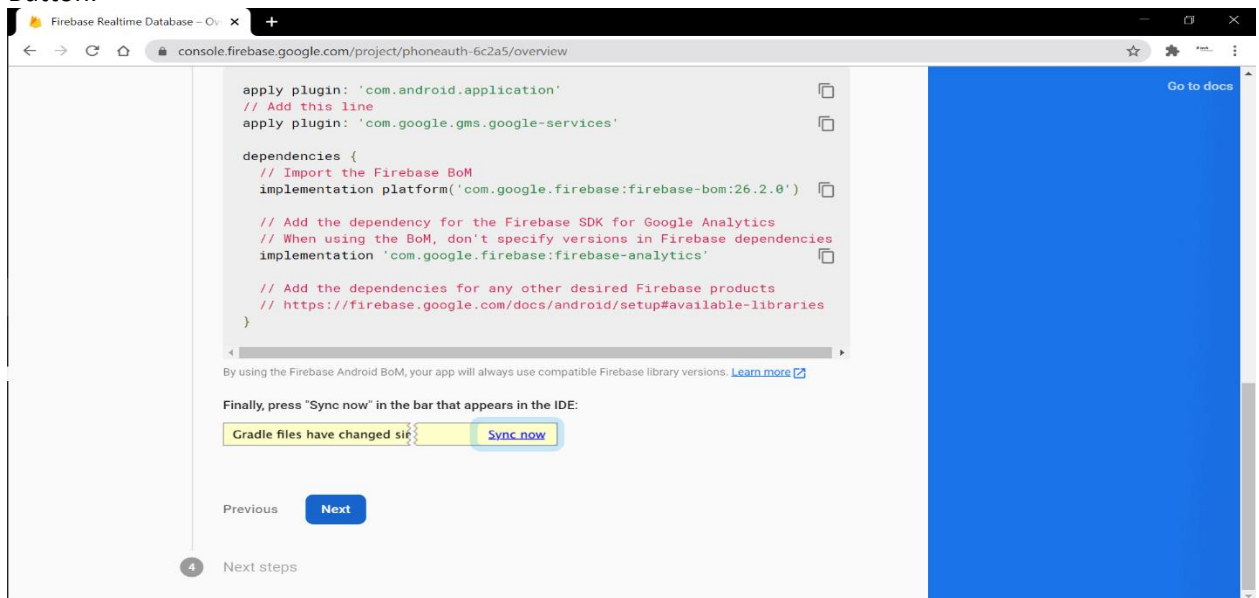 Button.
Firebase Realtime Database – Ov
console.firebase.google.com/project/phoneauth-6c2a5/overview
Go to docs
apply plugin: 'com.android.application'
// Add this line
apply plugin: 'com.google.gms.google-services'
dependencies {
// Import the Firebase BoM
implementation platform('com.google.firebase:firebase-bom:26.2.0')
// Add the dependency for the Firebase SDK for Google Analytics
// When using the BoM, don't specify versions in Firebase dependencies
implementation 'com.google.firebase:firebase-analytics'
// Add the dependencies for any other desired Firebase products
// https://firebase.google.com/docs/android/setup#available-libraries
}
By using the Firebase Android BoM, your app will always use compatible Firebase library versions. Learn more
Finally, press "Sync now" in the bar that appears in the IDE:
Gradle files have changed sin Sync now
Previous Next
4 Next steps